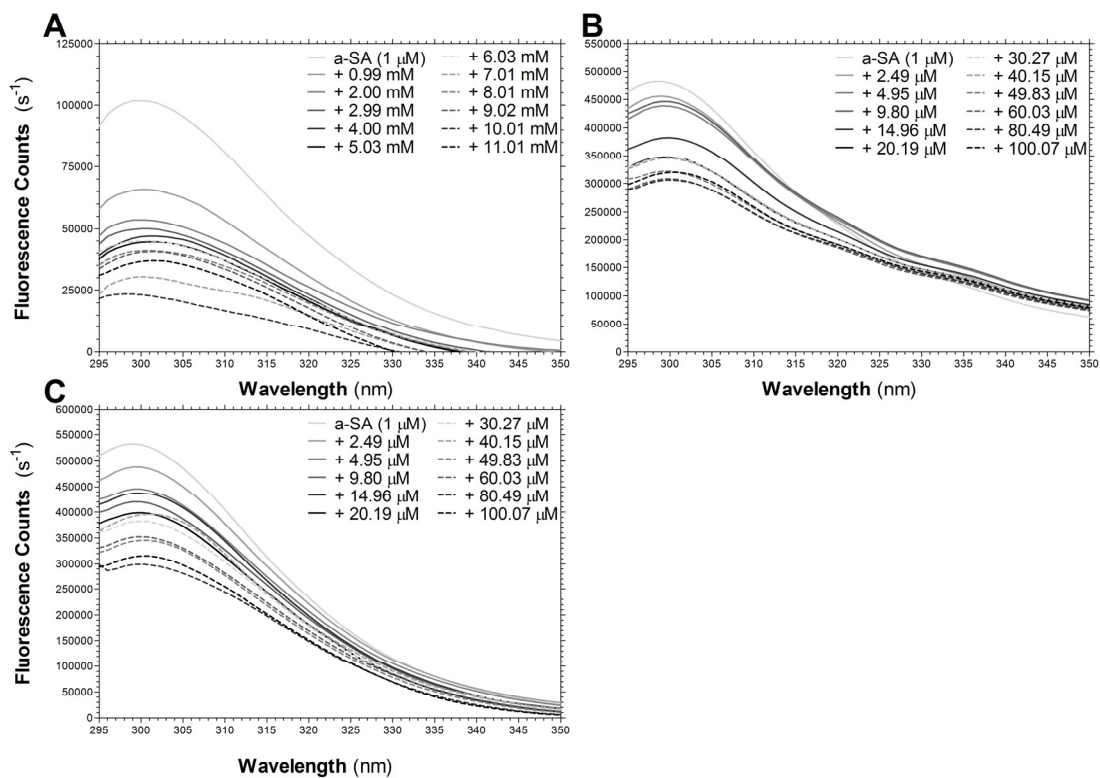 A
125000
100000
75000
50000
25000
0
295 300 305 310 315 320 325 330 335 340 345 350
Fluorescence Counts (s⁻¹)
Wavelength (nm)
a-SA (1 µM)
+ 0.99 mM
+ 2.00 mM
+ 2.99 mM
+ 4.00 mM
+ 5.03 mM
+ 6.03 mM
+ 7.01 mM
+ 8.01 mM
+ 9.02 mM
+ 10.01 mM
+ 11.01 mM
B
550000
500000
450000
400000
350000
300000
250000
200000
150000
100000
50000
0
295 300 305 310 315 320 325 330 335 340 345 350
Wavelength (nm)
a-SA (1 µM)
+ 2.49 µM
+ 4.95 µM
+ 9.80 µM
+ 14.96 µM
+ 20.19 µM
+ 30.27 µM
+ 40.15 µM
+ 49.83 µM
+ 60.03 µM
+ 80.49 µM
+ 100.07 µM
C
600000
550000
500000
450000
400000
350000
300000
250000
200000
150000
100000
50000
0
295 300 305 310 315 320 325 330 335 340 345 350
Fluorescence Counts (s⁻¹)
Wavelength (nm)
a-SA (1 µM)
+ 2.49 µM
+ 4.95 µM
+ 9.80 µM
+ 14.96 µM
+ 20.19 µM
+ 30.27 µM
+ 40.15 µM
+ 49.83 µM
+ 60.03 µM
+ 80.49 µM
+ 100.07 µM